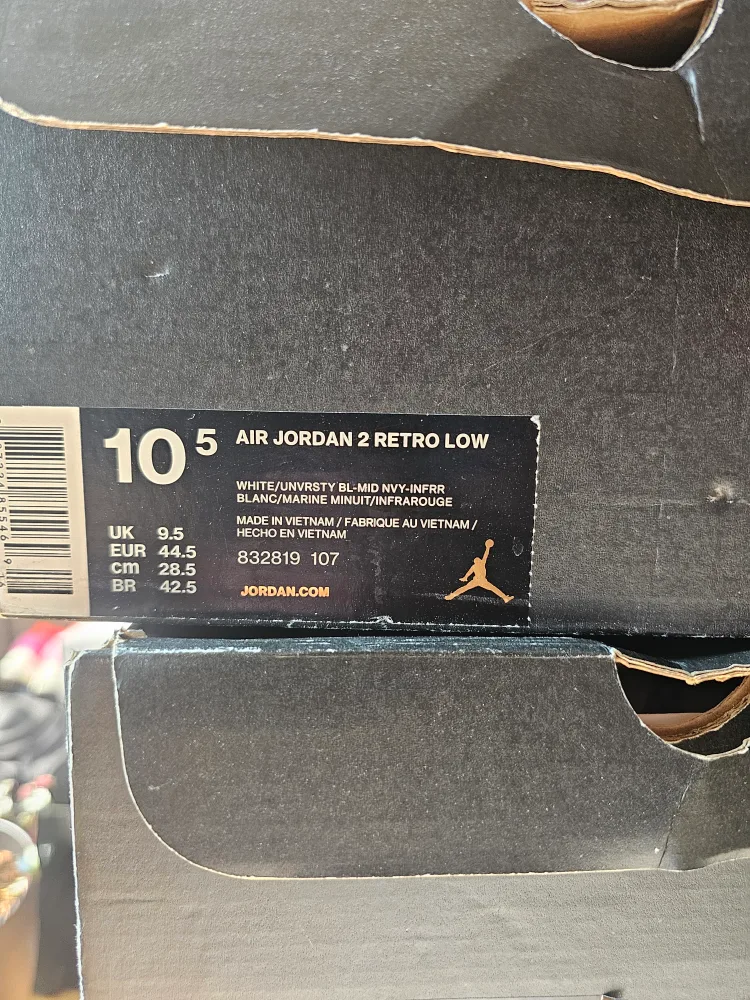 10 5
AIR JORDAN 2 RETRO LOW
WHITE/UNVRSTY BL-MID NVY-INFRR
BLANC/MARINE MINUIT/INFRAROUGE
MADE IN VIETNAM / FABRIQUE AU VIETNAM /
HECHO EN VIETNAM
832819 107
JORDAN.COM
UK 9.5
EUR 44.5
cm 28.5
BR 42.5